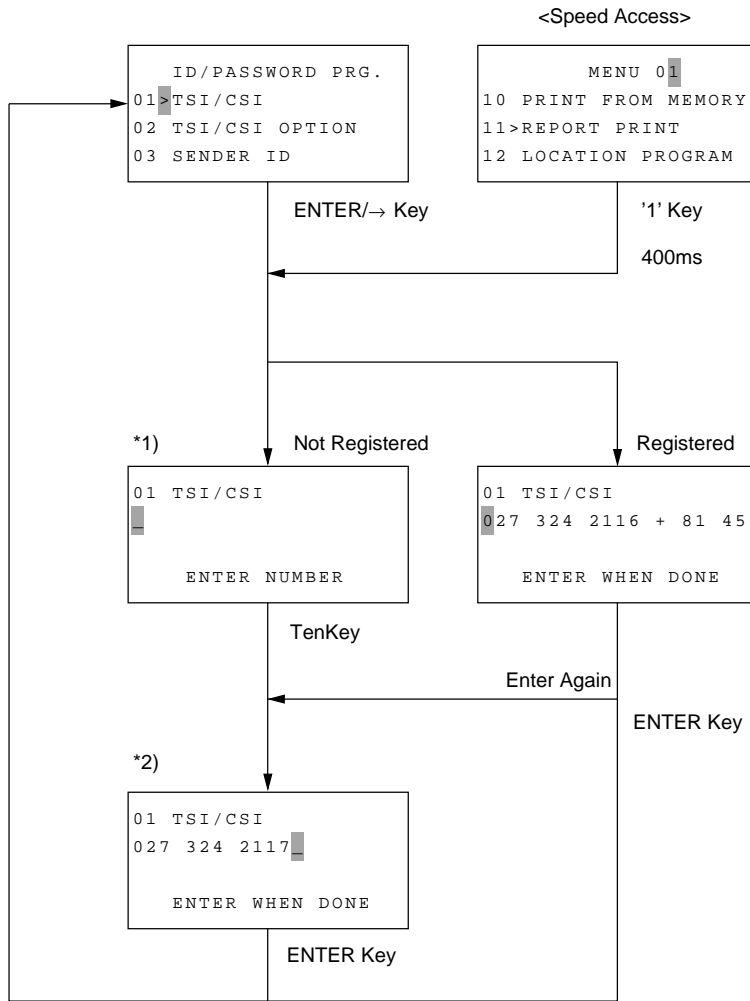 <Speed Access>
ID/PASSWORD PRG.
01>TSI/CSI
02 TSI/CSI OPTION
03 SENDER ID
MENU 01
10 PRINT FROM MEMORY
11>REPORT PRINT
12 LOCATION PROGRAM
ENTER/→ Key
'1' Key
400ms
*1)
Not Registered
Registered
01 TSI/CSI
_
ENTER NUMBER
01 TSI/CSI
027 324 2116 + 81 45
ENTER WHEN DONE
TenKey
Enter Again
ENTER Key
*2)
01 TSI/CSI
027 324 2117_
ENTER WHEN DONE
ENTER Key